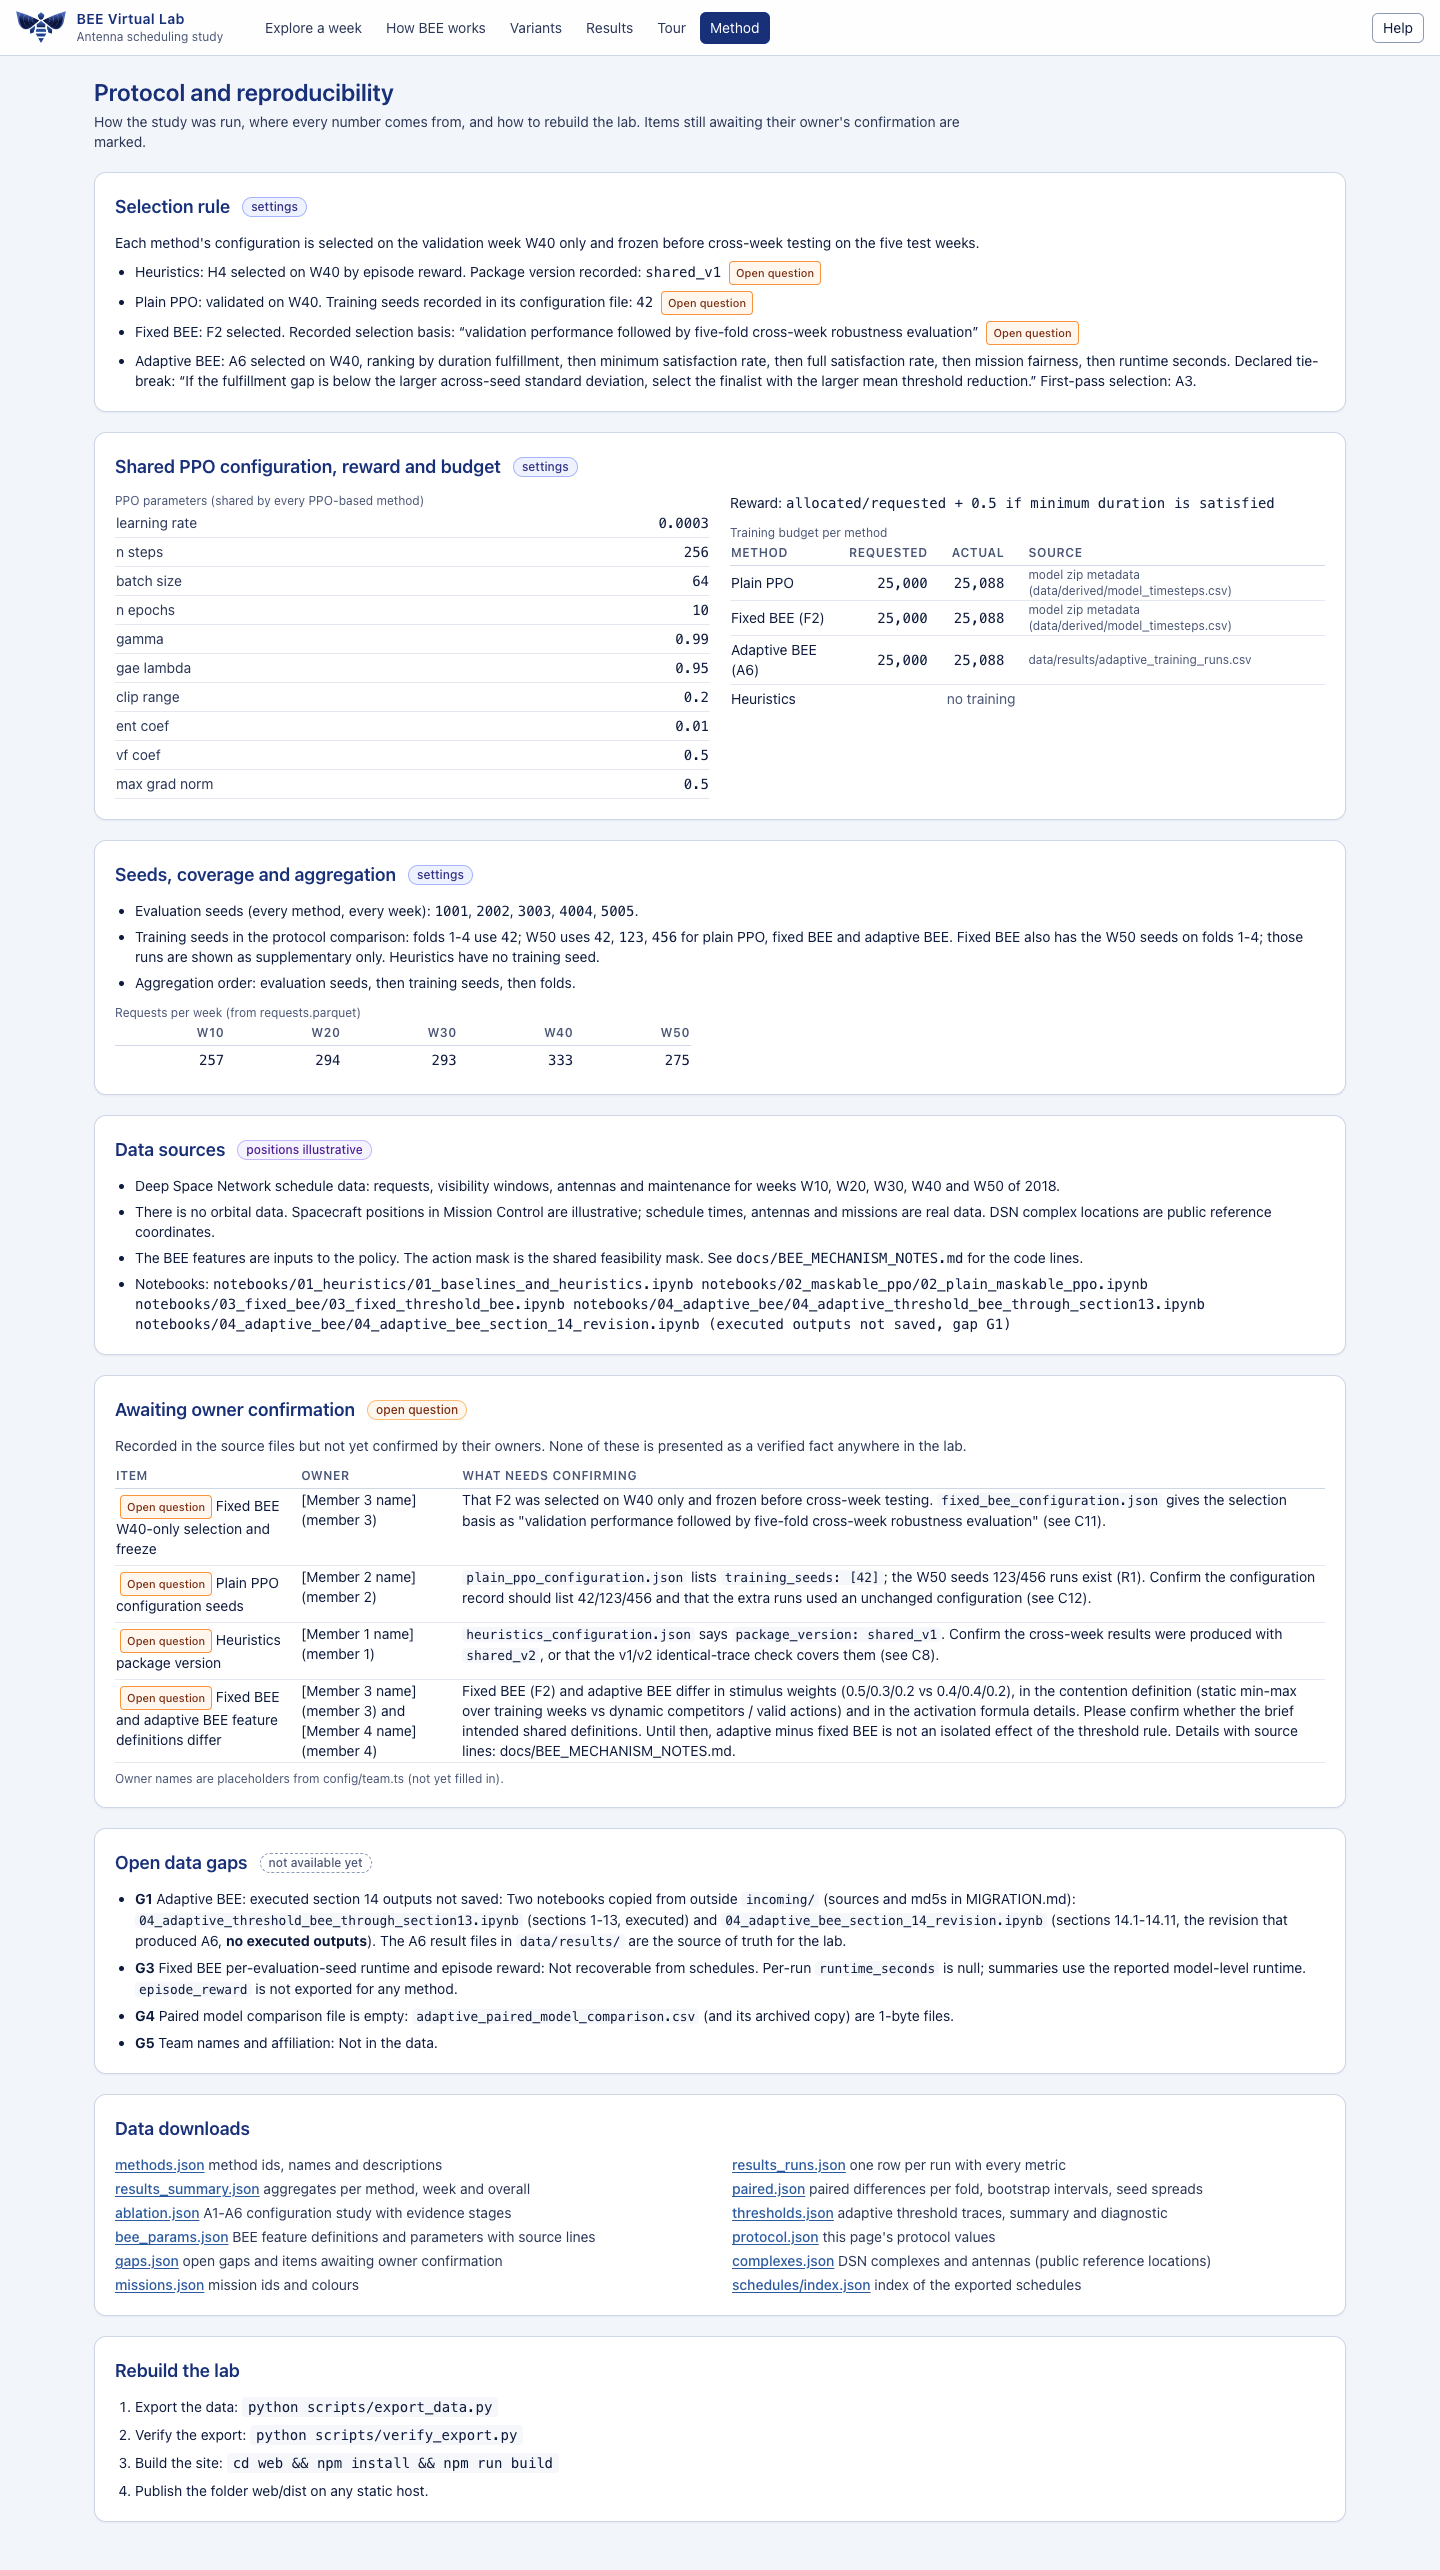 BEE Virtual Lab
Antenna scheduling study
Explore a week
How BEE works
Variants
Results
Tour
Method
Help
Protocol and reproducibility
How the study was run, where every number comes from, and how to rebuild the lab. Items still awaiting their owner's confirmation are
marked.
Selection rule settings
Each method's configuration is selected on the validation week W40 only and frozen before cross-week testing on the five test weeks.
• Heuristics: H4 selected on W40 by episode reward. Package version recorded: shared_v1 Open question
• Plain PPO: validated on W40. Training seeds recorded in its configuration file: 42 Open question
• Fixed BEE: F2 selected. Recorded selection basis: “validation performance followed by five-fold cross-week robustness evaluation” Open question
• Adaptive BEE: A6 selected on W40, ranking by duration fulfillment, then minimum satisfaction rate, then full satisfaction rate, then mission fairness, then runtime seconds. Declared tie-
break: “If the fulfillment gap is below the larger across-seed standard deviation, select the finalist with the larger mean threshold reduction.” First-pass selection: A3.
Shared PPO configuration, reward and budget settings
PPO parameters (shared by every PPO-based method)
learning rate 0.0003
n steps 256
batch size 64
n epochs 10
gamma 0.99
gae lambda 0.95
clip range 0.2
ent coef 0.01
vf coef 0.5
max grad norm 0.5
Reward: allocated/requested + 0.5 if minimum duration is satisfied
Training budget per method
METHOD REQUESTED ACTUAL SOURCE
Plain PPO 25,000 25,088 model zip metadata
(data/derived/model_timesteps.csv)
Fixed BEE (F2) 25,000 25,088 model zip metadata
(data/derived/model_timesteps.csv)
Adaptive BEE
(A6) 25,000 25,088 data/results/adaptive_training_runs.csv
Heuristics no training
Seeds, coverage and aggregation settings
• Evaluation seeds (every method, every week): 1001, 2002, 3003, 4004, 5005.
• Training seeds in the protocol comparison: folds 1-4 use 42; W50 uses 42, 123, 456 for plain PPO, fixed BEE and adaptive BEE. Fixed BEE also has the W50 seeds on folds 1-4; those
runs are shown as supplementary only. Heuristics have no training seed.
• Aggregation order: evaluation seeds, then training seeds, then folds.
Requests per week (from requests.parquet)
W10 W20 W30 W40 W50
257 294 293 333 275
Data sources positions illustrative
• Deep Space Network schedule data: requests, visibility windows, antennas and maintenance for weeks W10, W20, W30, W40 and W50 of 2018.
• There is no orbital data. Spacecraft positions in Mission Control are illustrative; schedule times, antennas and missions are real data. DSN complex locations are public reference
coordinates.
• The BEE features are inputs to the policy. The action mask is the shared feasibility mask. See docs/BEE_MECHANISM_NOTES.md for the code lines.
• Notebooks: notebooks/01_heuristics/01_baselines_and_heuristics.ipynb notebooks/02_maskable_ppo/02_plain_maskable_ppo.ipynb
notebooks/03_fixed_bee/03_fixed_threshold_bee.ipynb notebooks/04_adaptive_bee/04_adaptive_threshold_bee_through_section13.ipynb
notebooks/04_adaptive_bee/04_adaptive_bee_section_14_revision.ipynb (executed outputs not saved, gap G1)
Awaiting owner confirmation open question
Recorded in the source files but not yet confirmed by their owners. None of these is presented as a verified fact anywhere in the lab.
ITEM OWNER WHAT NEEDS CONFIRMING
Open question Fixed BEE
W40-only selection and
freeze
[Member 3 name]
(member 3)
That F2 was selected on W40 only and frozen before cross-week testing. fixed_bee_configuration.json gives the selection
basis as "validation performance followed by five-fold cross-week robustness evaluation" (see C11).
Open question Plain PPO
configuration seeds
[Member 2 name]
(member 2)
plain_ppo_configuration.json lists training_seeds: [42] ; the W50 seeds 123/456 runs exist (R1). Confirm the configuration
record should list 42/123/456 and that the extra runs used an unchanged configuration (see C12).
Open question Heuristics
package version
[Member 1 name]
(member 1)
heuristics_configuration.json says package_version: shared_v1 . Confirm the cross-week results were produced with
shared_v2 , or that the v1/v2 identical-trace check covers them (see C8).
Open question Fixed BEE
and adaptive BEE feature
definitions differ
[Member 3 name]
(member 3) and
[Member 4 name]
(member 4)
Fixed BEE (F2) and adaptive BEE differ in stimulus weights (0.5/0.3/0.2 vs 0.4/0.4/0.2), in the contention definition (static min-max
over training weeks vs dynamic competitors / valid actions) and in the activation formula details. Please confirm whether the brief
intended shared definitions. Until then, adaptive minus fixed BEE is not an isolated effect of the threshold rule. Details with source
lines: docs/BEE_MECHANISM_NOTES.md.
Owner names are placeholders from config/team.ts (not yet filled in).
Open data gaps not available yet
• G1 Adaptive BEE: executed section 14 outputs not saved: Two notebooks copied from outside incoming/ (sources and md5s in MIGRATION.md):
04_adaptive_threshold_bee_through_section13.ipynb (sections 1-13, executed) and 04_adaptive_bee_section_14_revision.ipynb (sections 14.1-14.11, the revision that
produced A6, no executed outputs). The A6 result files in data/results/ are the source of truth for the lab.
• G3 Fixed BEE per-evaluation-seed runtime and episode reward: Not recoverable from schedules. Per-run runtime_seconds is null; summaries use the reported model-level runtime.
episode_reward is not exported for any method.
• G4 Paired model comparison file is empty: adaptive_paired_model_comparison.csv (and its archived copy) are 1-byte files.
• G5 Team names and affiliation: Not in the data.
Data downloads
methods.json method ids, names and descriptions
results_summary.json aggregates per method, week and overall
ablation.json A1-A6 configuration study with evidence stages
bee_params.json BEE feature definitions and parameters with source lines
gaps.json open gaps and items awaiting owner confirmation
missions.json mission ids and colours
results_runs.json one row per run with every metric
paired.json paired differences per fold, bootstrap intervals, seed spreads
thresholds.json adaptive threshold traces, summary and diagnostic
protocol.json this page's protocol values
complexes.json DSN complexes and antennas (public reference locations)
schedules/index.json index of the exported schedules
Rebuild the lab
1. Export the data: python scripts/export_data.py
2. Verify the export: python scripts/verify_export.py
3. Build the site: cd web && npm install && npm run build
4. Publish the folder web/dist on any static host.